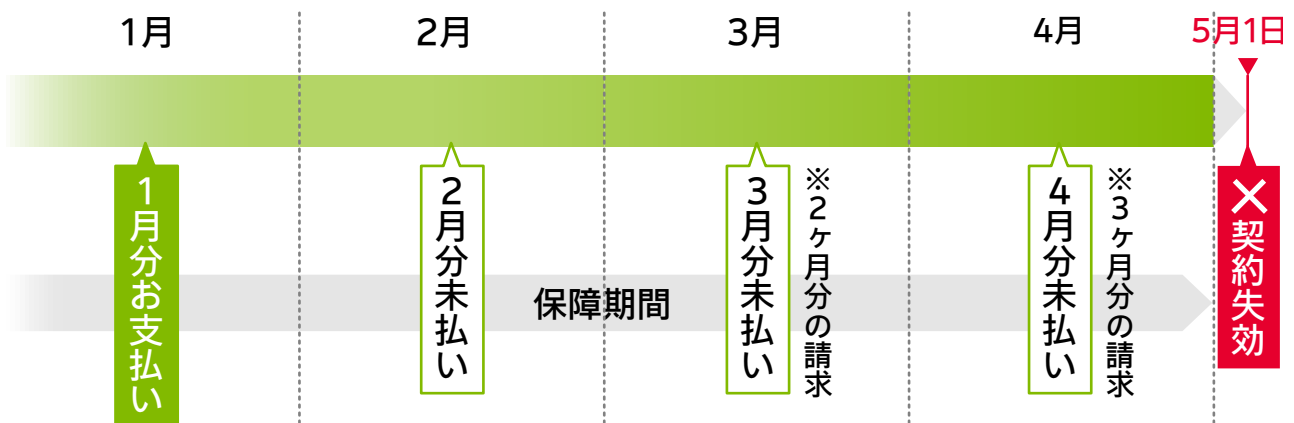 1月
2月
3月
4月
5月1日
1月分お支払い
2月分未払い
3月分未払い
※2ヶ月分の請求
4月分未払い
※3ヶ月分の請求
×契約失効
保障期間